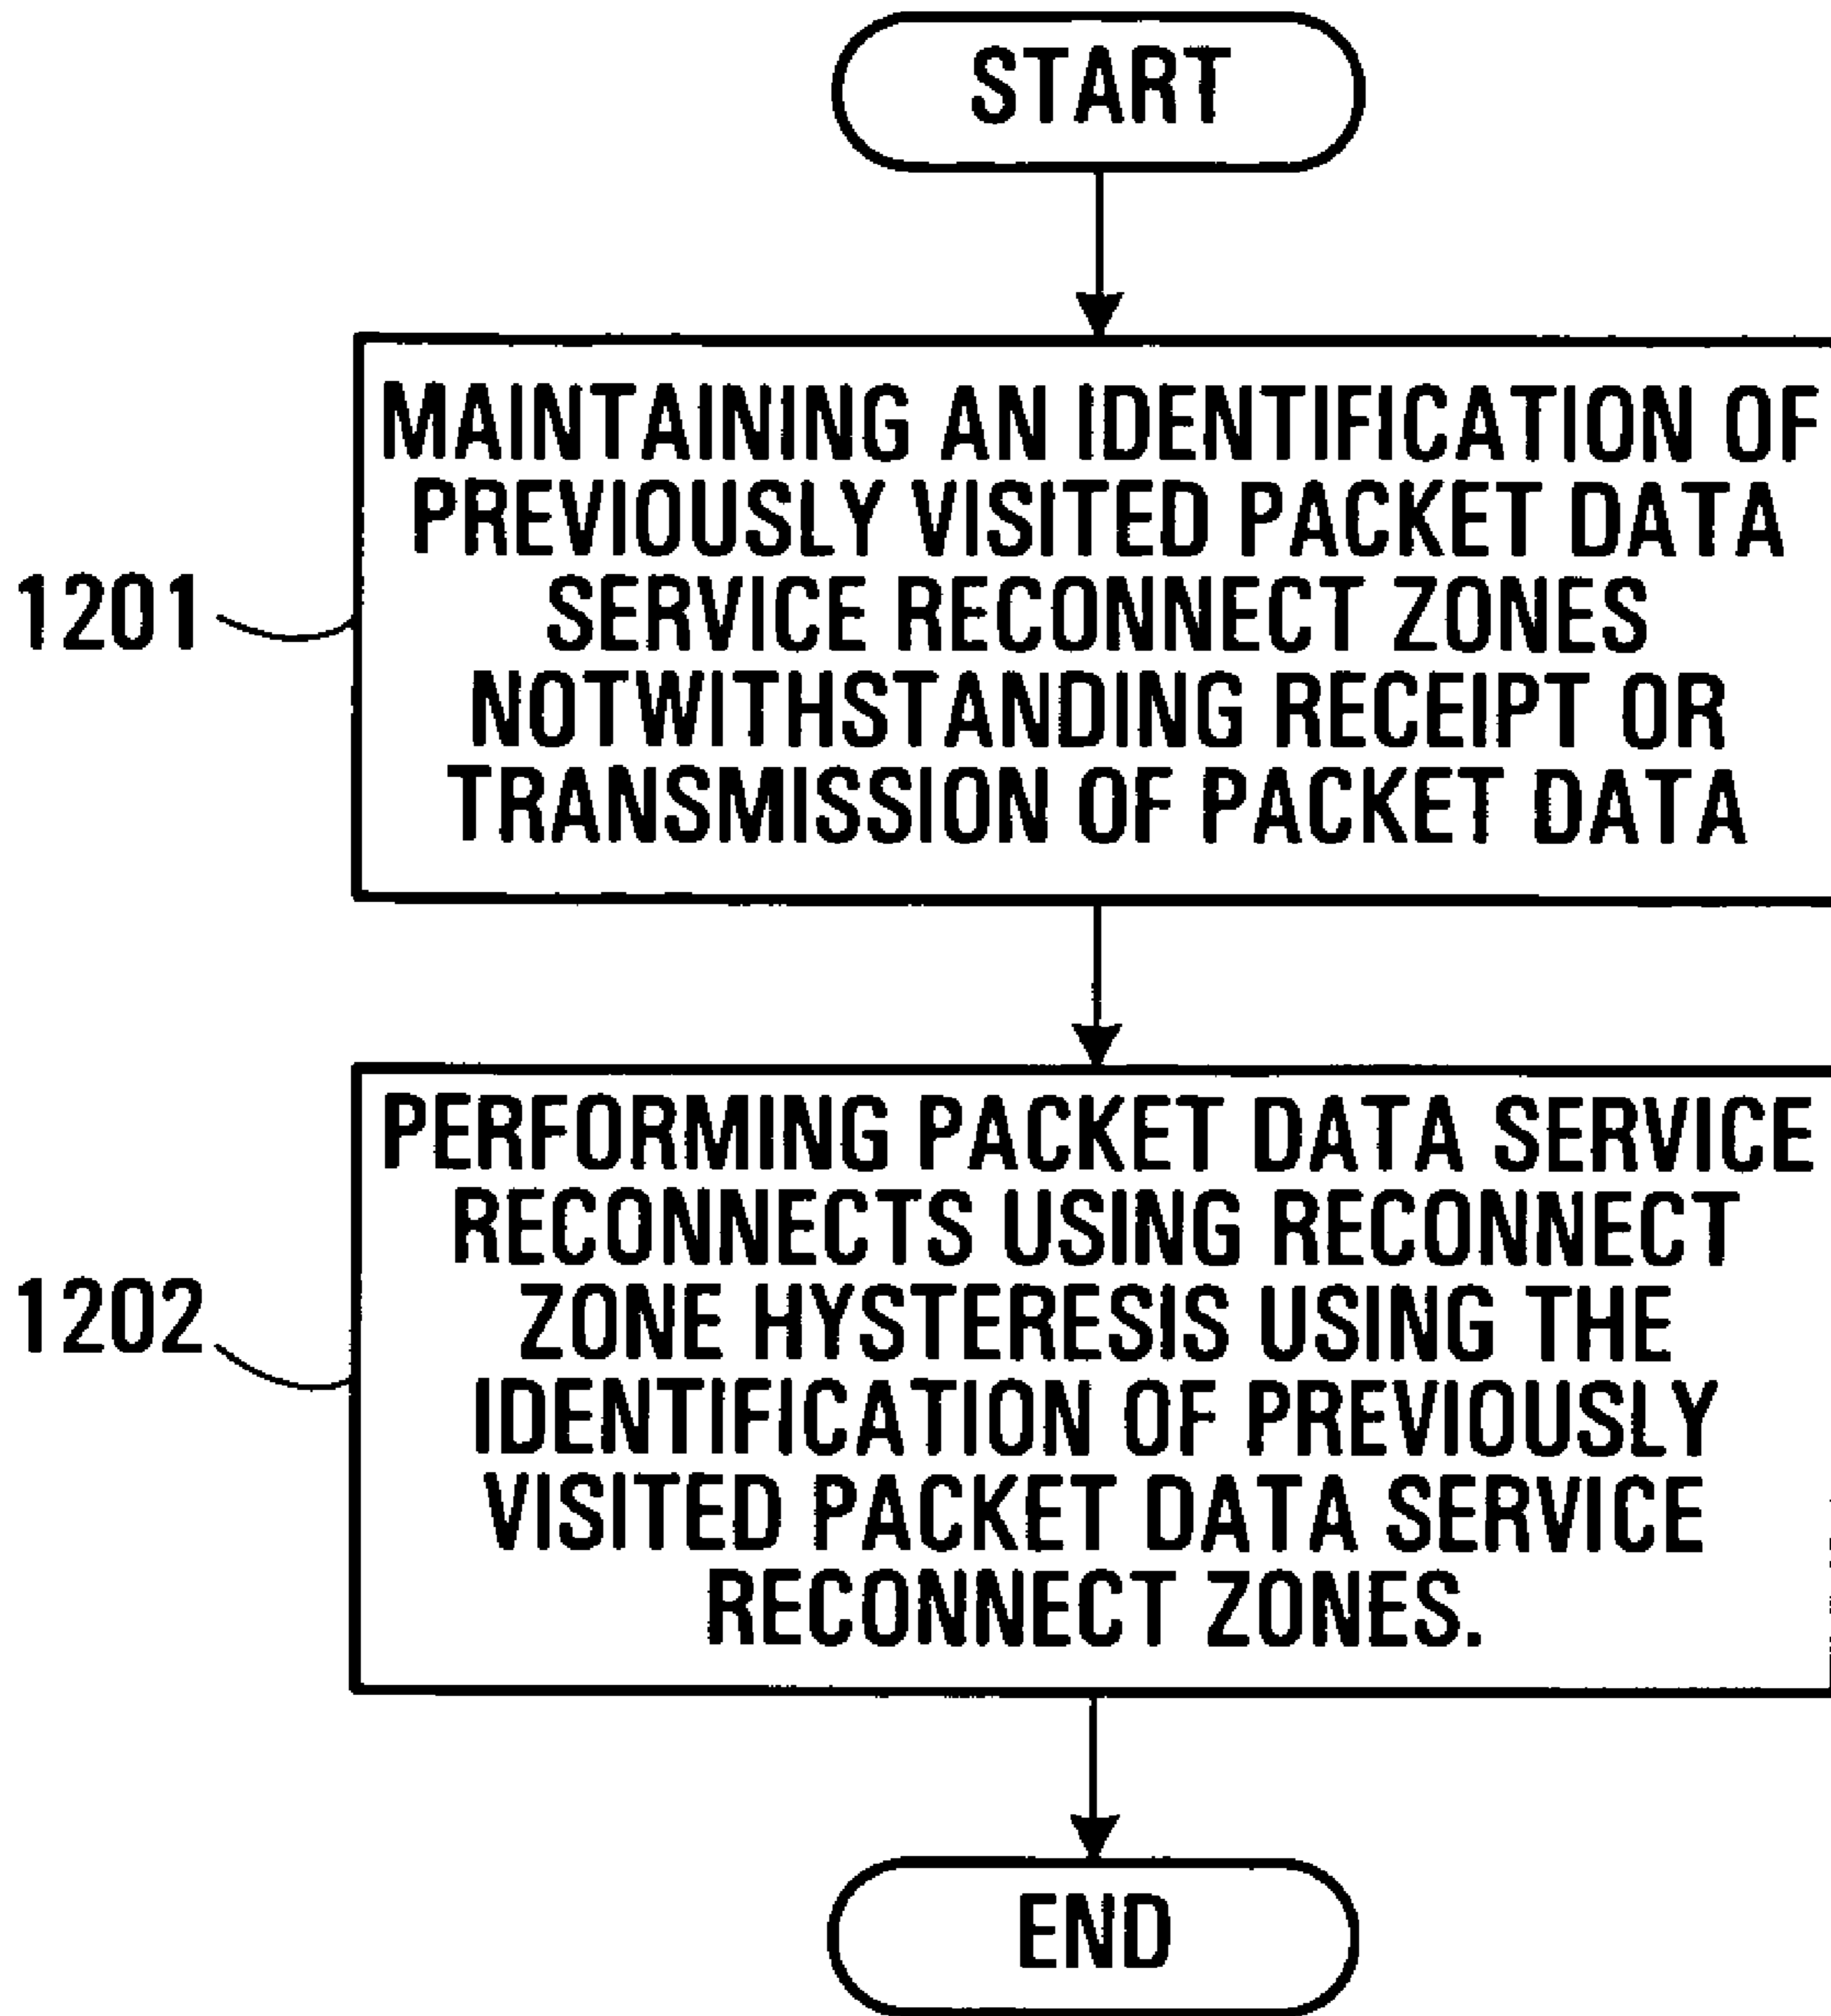 START
MAINTAINING AN IDENTIFICATION OF
PREVIOUSLY VISITED PACKET DATA
SERVICE RECONNECT ZONES
NOTWITHSTANDING RECEIPT OR
TRANSMISSION OF PACKET DATA
1201
PERFORMING PACKET DATA SERVICE
RECONNECTS USING RECONNECT
ZONE HYSTERESIS USING THE
IDENTIFICATION OF PREVIOUSLY
VISITED PACKET DATA SERVICE
RECONNECT ZONES.
1202
END